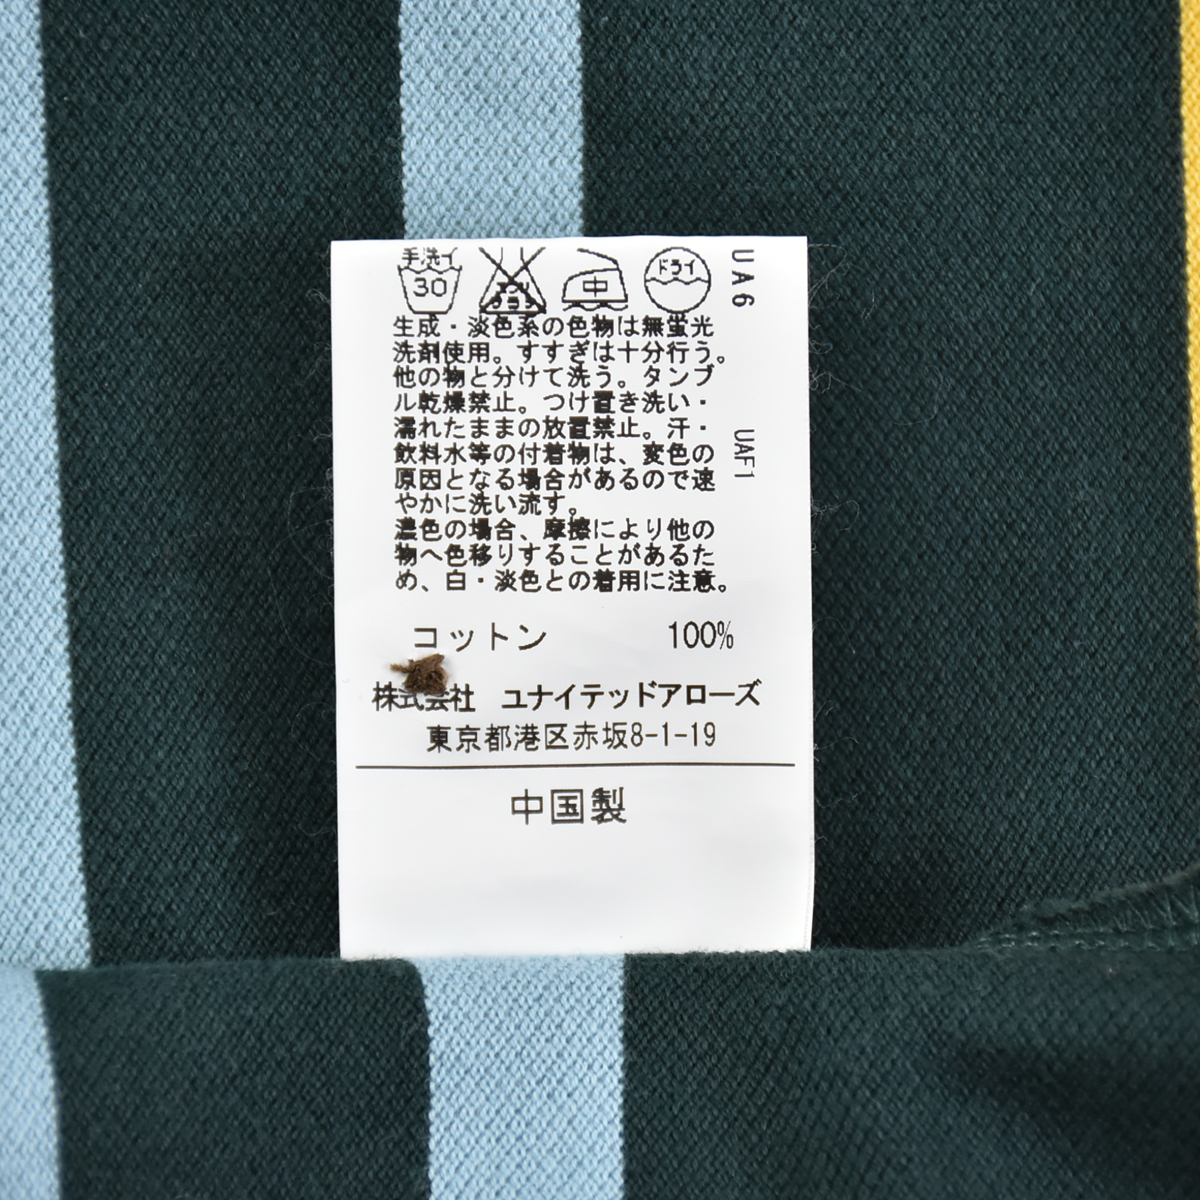 手洗イ
30
エンソ
サラシ
中
ドライ
UA6
生成・淡色系の色物は無蛍光
洗剤使用。すすぎは十分行う。
他の物と分けて洗う。タンブ
ル乾燥禁止。つけ置き洗い・
濡れたままの放置禁止。汗・
飲料水等の付着物は、変色の
原因となる場合があるので速
やかに洗い流す。
濃色の場合、摩擦により他の
物へ色移りすることがあるた
め、白・淡色との着用に注意。
UAF1
コットン 100%
株式会社 ユナイテッドアローズ
東京都港区赤坂8-1-19
中国製